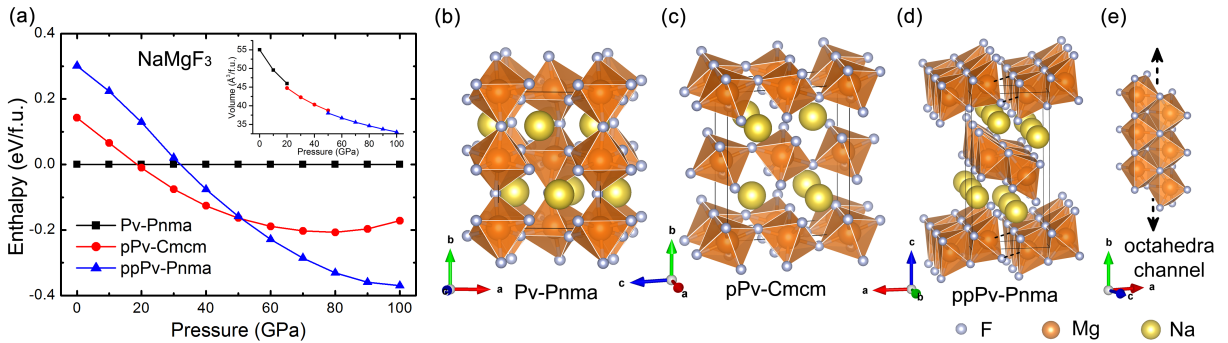 (a)
NaMgF3
Enthalpy (eV/f.u.)
0.4
0.2
0.0
-0.2
-0.4
0 20 40 60 80 100
Pressure (GPa)
Pv-Pnma
pPv-Cmcm
ppPv-Pnma
Volume (Å3/f.u.)
55
50
45
40
35
0 20 40 60 80 100
Pressure (GPa)
(b)
b
a
Pv-Pnma
(c)
b
c
a
pPv-Cmcm
(d)
c
a
b
ppPv-Pnma
(e)
octahedra
channel
b
a
c
F Mg Na